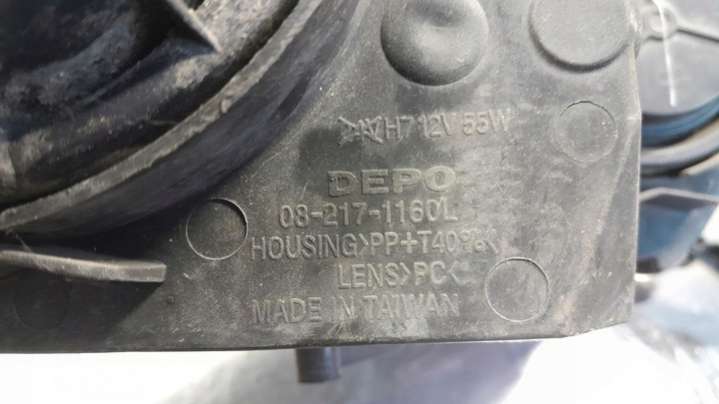 H7 12V 55W
DEPO
08-217-1160L
HOUSING>PP+T40%<
LENS>PC<
MADE IN TAIWAN